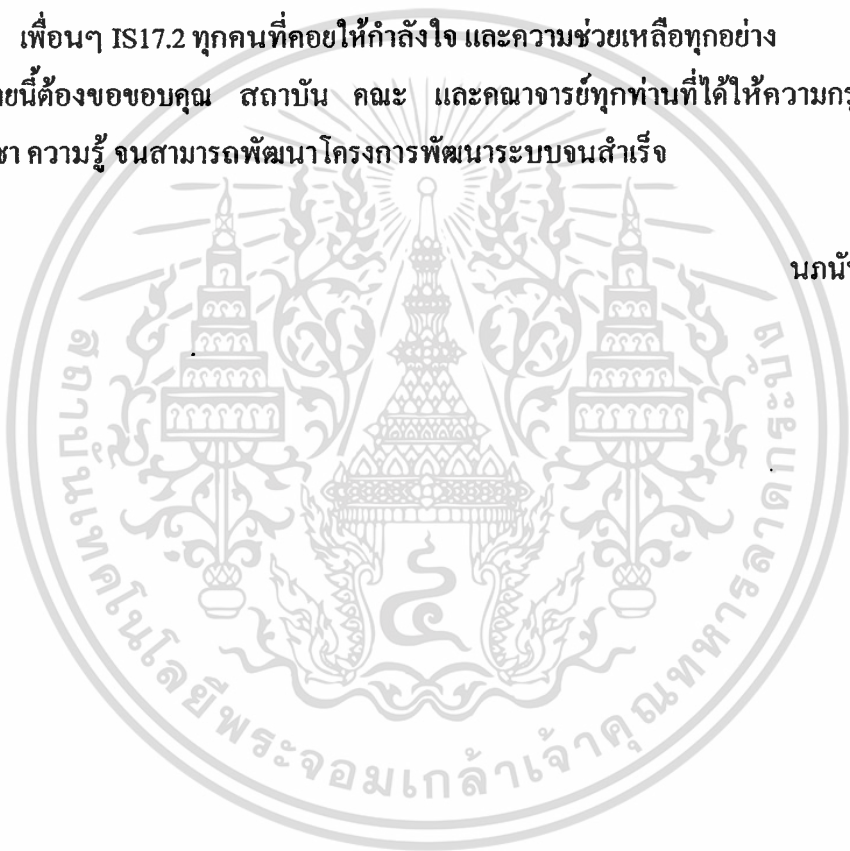 เพื่อนๆ IS17.2 ทุกคนที่คอยให้กำลังใจ และความช่วยเหลือทุกอย่าง
ยนี้ต้องขอขอบคุณ สถาบัน คณะ และคณาจารย์ทุกท่านที่ได้ให้ความกรุ
ชา ความรู้ จนสามารถพัฒนาโครงการพัฒนาระบบจนสำเร็จ
นภนั
สถาบันเทคโนโลยีพระจอมเกล้าเจ้าคุณทหารลาดกระบัง